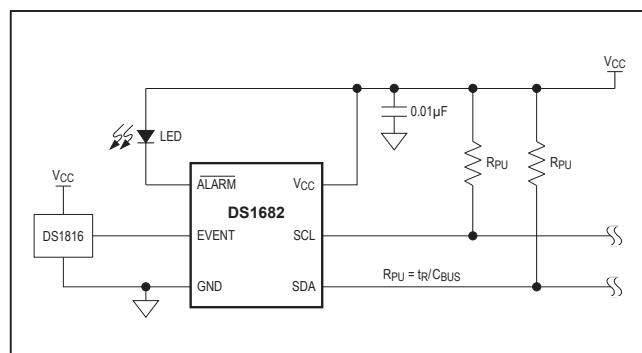 VCC
0.01µF
LED
RPU
RPU
VCC
ALARM
VCC
DS1682
DS1816
EVENT
SCL
RPU = tR/CBUS
GND
SDA